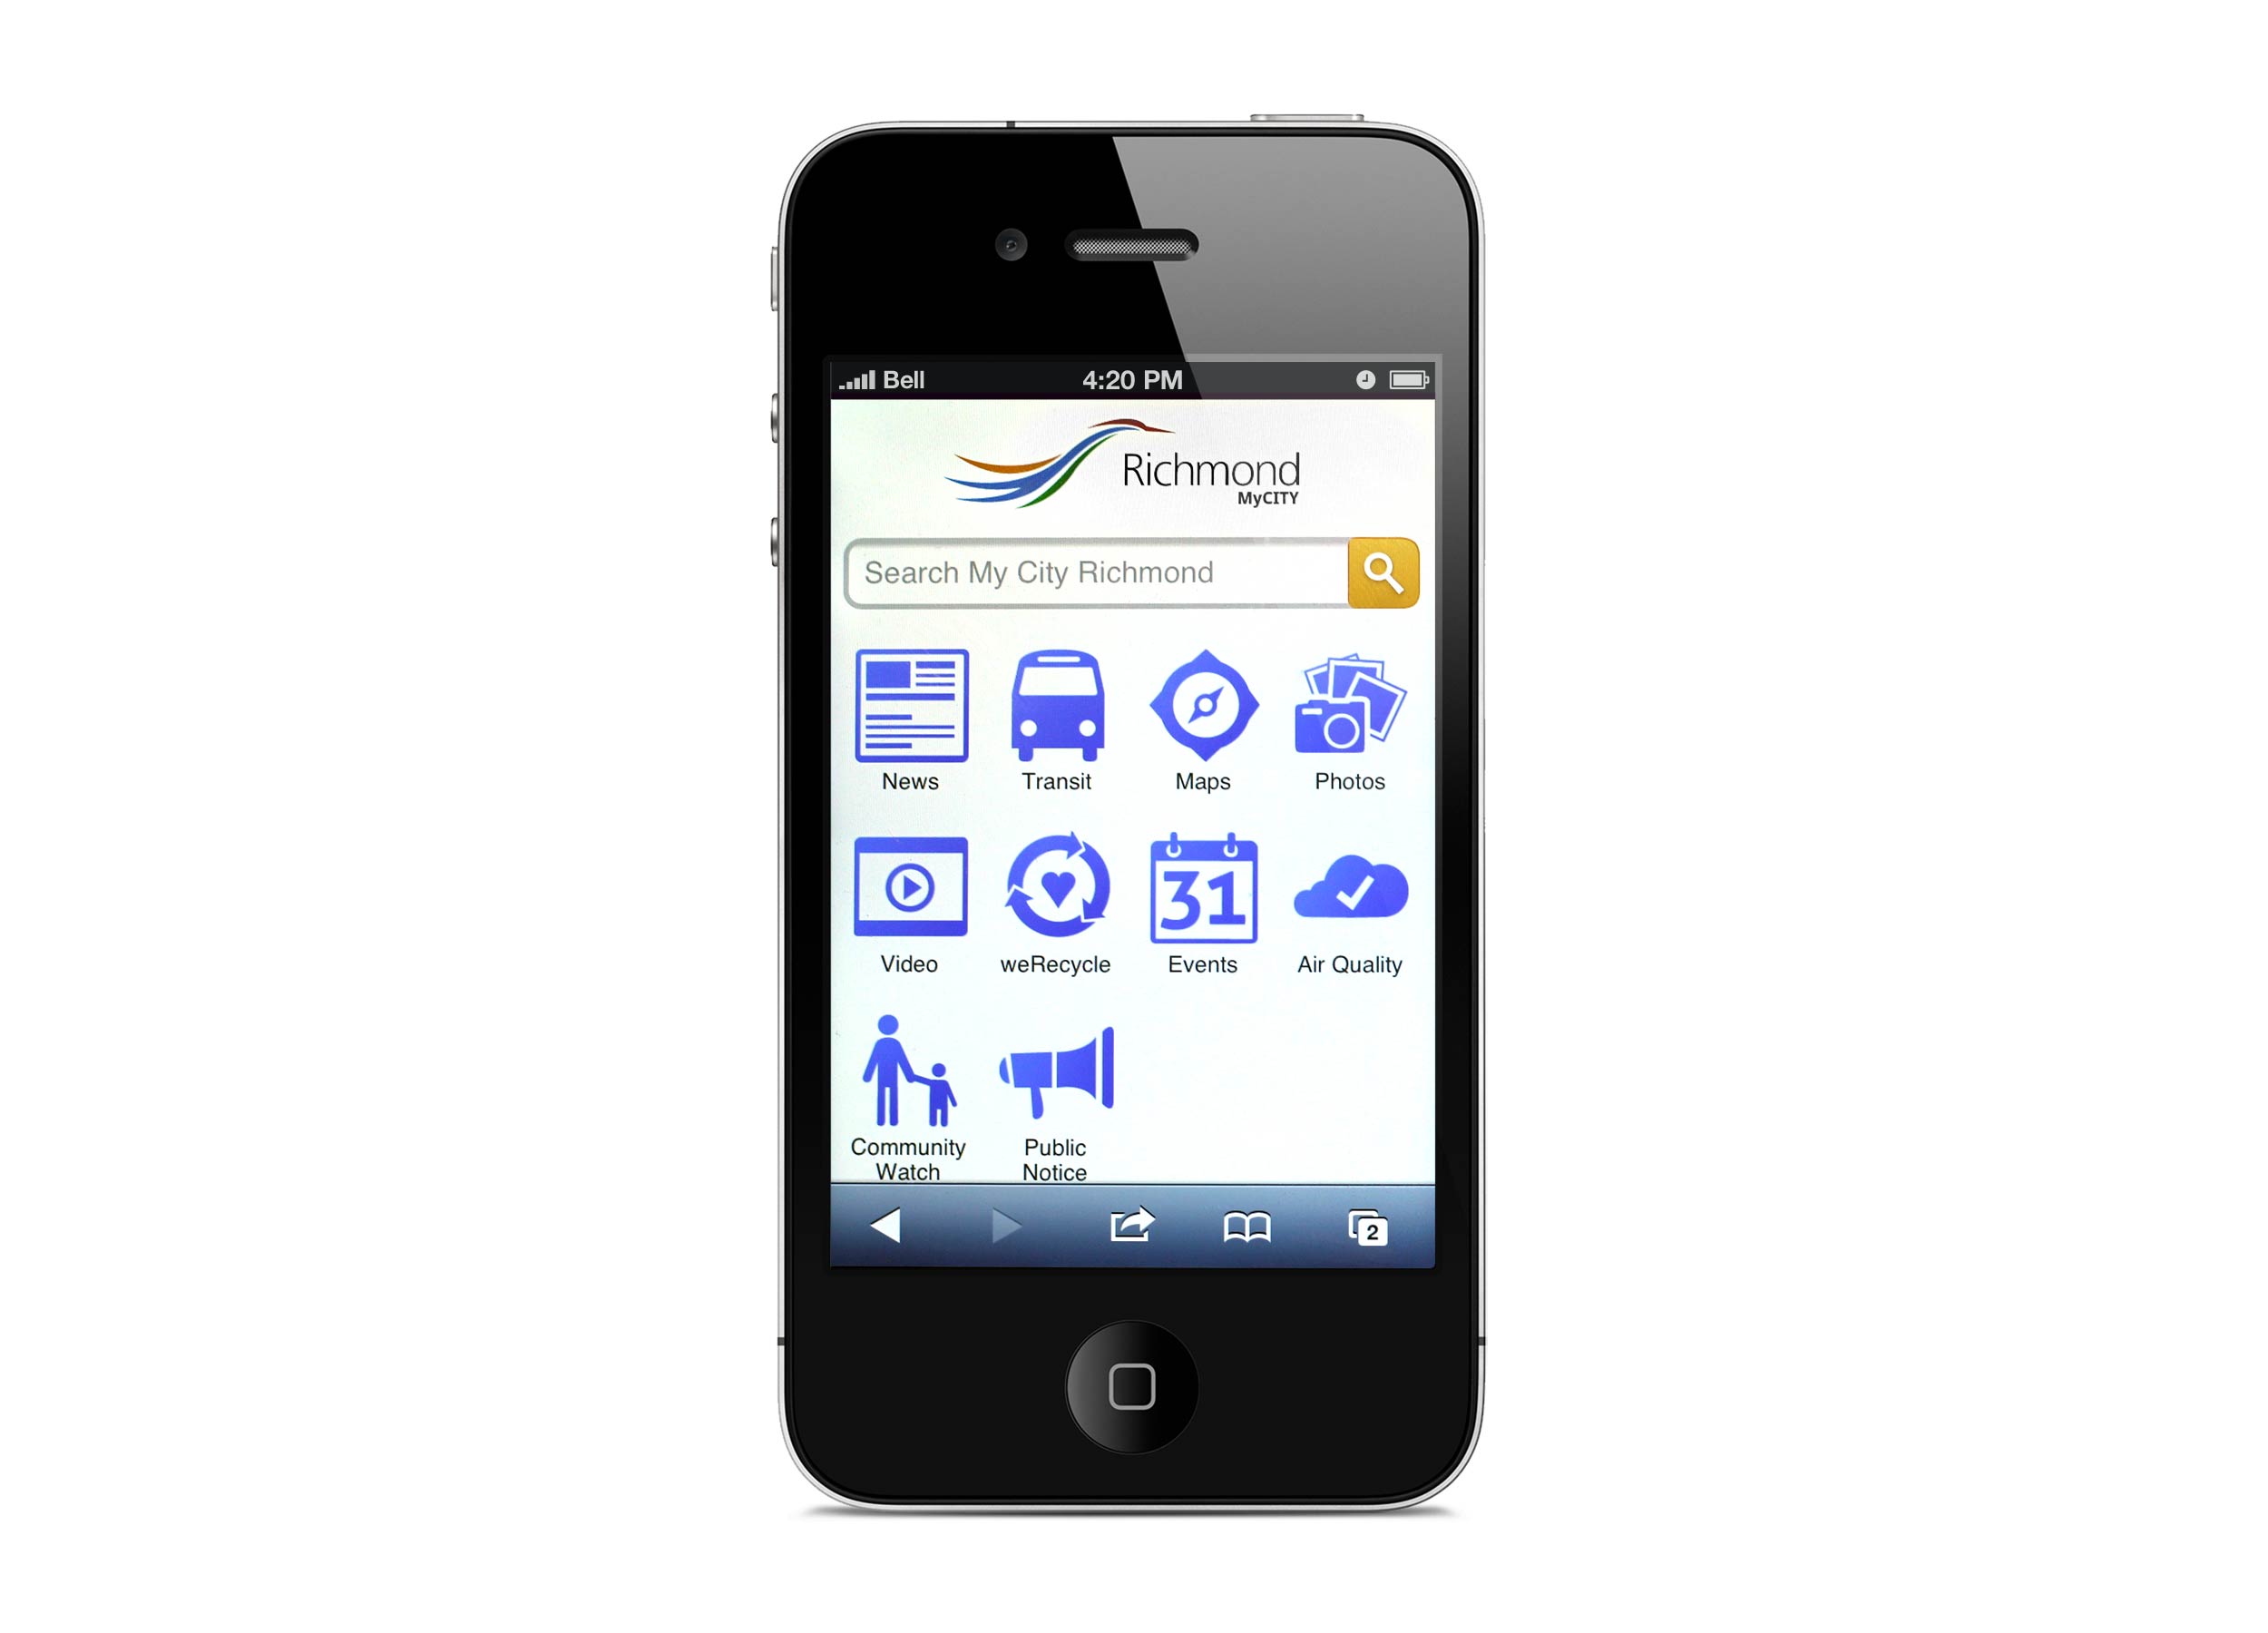 Bell 4:20 PM
Richmond
MyCITY
Search My City Richmond
News Transit Maps Photos
31
Video weRecycle Events Air Quality
Community Public
Watch Notice
2